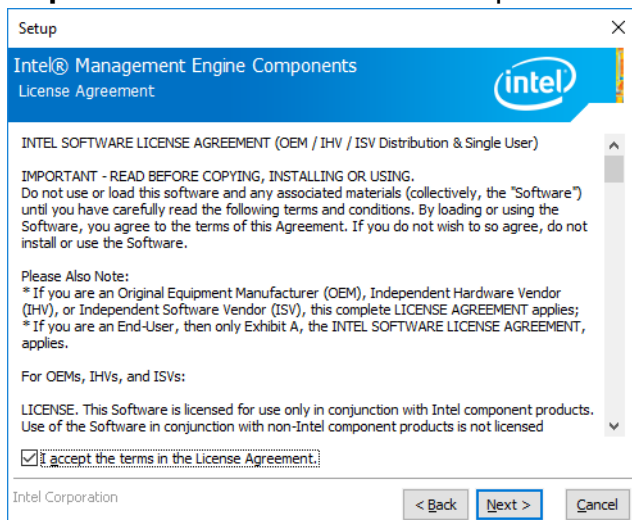 Setup
Intel® Management Engine Components
License Agreement
intel
INTEL SOFTWARE LICENSE AGREEMENT (OEM / IHV / ISV Distribution & Single User)
IMPORTANT - READ BEFORE COPYING, INSTALLING OR USING.
Do not use or load this software and any associated materials (collectively, the "Software")
until you have carefully read the following terms and conditions. By loading or using the
Software, you agree to the terms of this Agreement. If you do not wish to so agree, do not
install or use the Software.
Please Also Note:
* If you are an Original Equipment Manufacturer (OEM), Independent Hardware Vendor
(IHV), or Independent Software Vendor (ISV), this complete LICENSE AGREEMENT applies;
* If you are an End-User, then only Exhibit A, the INTEL SOFTWARE LICENSE AGREEMENT,
applies.
For OEMs, IHVs, and ISVs:
LICENSE. This Software is licensed for use only in conjunction with Intel component products.
Use of the Software in conjunction with non-Intel component products is not licensed
I accept the terms in the License Agreement.
Intel Corporation
< Back Next > Cancel